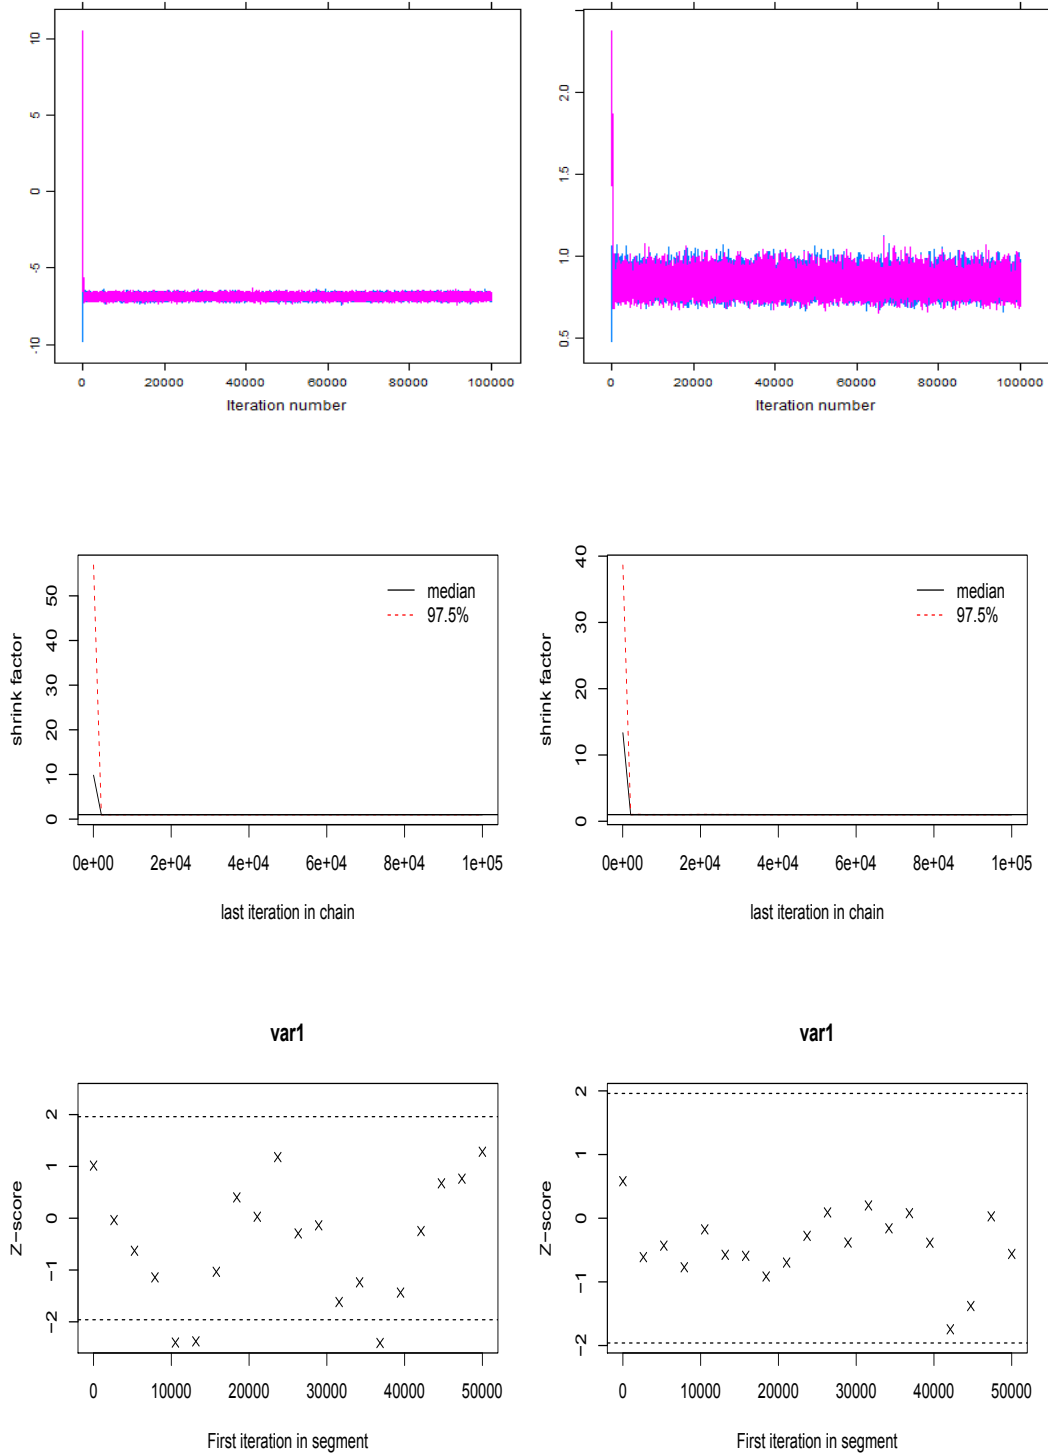 10
5
0
-5
-10
0 20000 40000 60000 80000 100000
Iteration number
2.0
1.5
1.0
0.5
0 20000 40000 60000 80000 100000
Iteration number
shrink factor
50
40
30
20
10
0
median
97.5%
0e+00 2e+04 4e+04 6e+04 8e+04 1e+05
last iteration in chain
shrink factor
40
30
20
10
0
median
97.5%
0e+00 2e+04 4e+04 6e+04 8e+04 1e+05
last iteration in chain
var1
Z−score
2
1
0
−1
−2
0 10000 20000 30000 40000 50000
First iteration in segment
var1
Z−score
2
1
0
−1
−2
0 10000 20000 30000 40000 50000
First iteration in segment